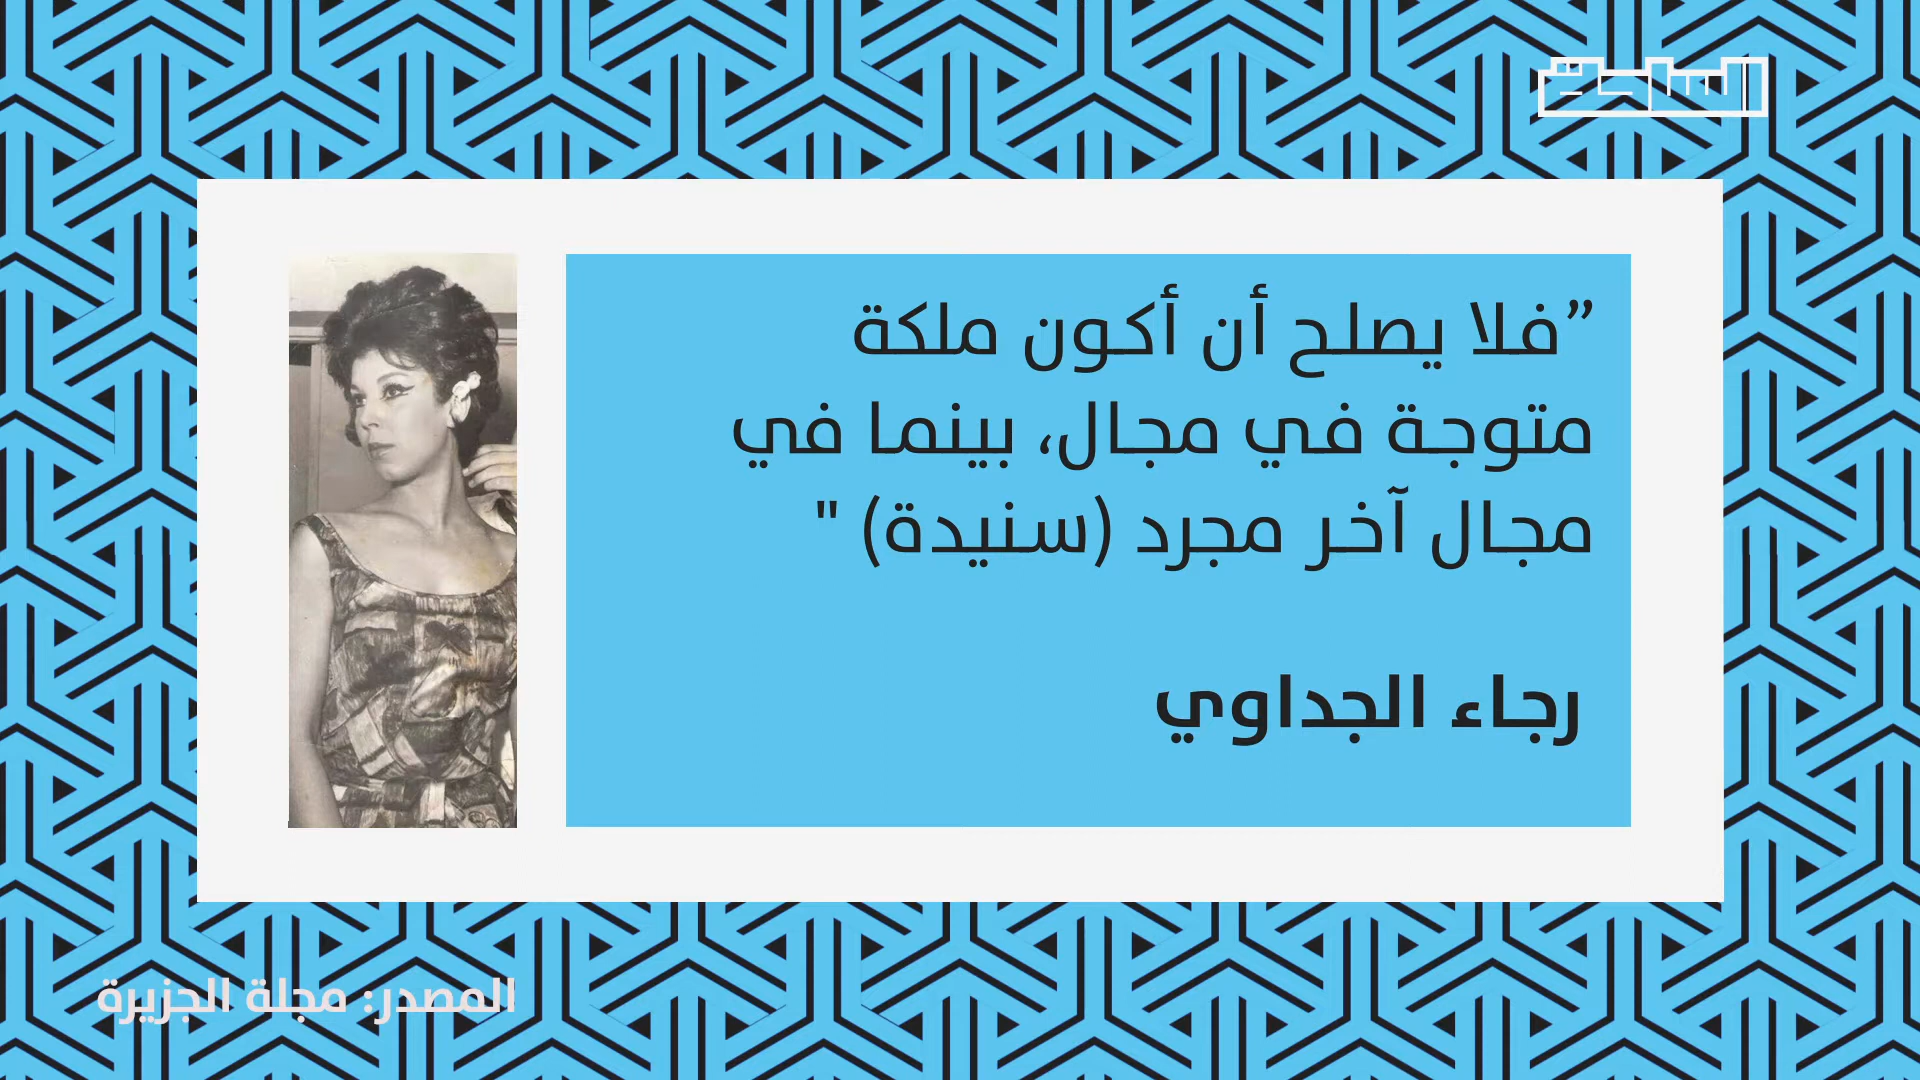 ”فلا يصلح أن أكون ملكة
متوجة في مجال، بينما في
مجال آخر مجرد (سنيدة) "
رجاء الجداوي
المصدر: مجلة الجزيرة